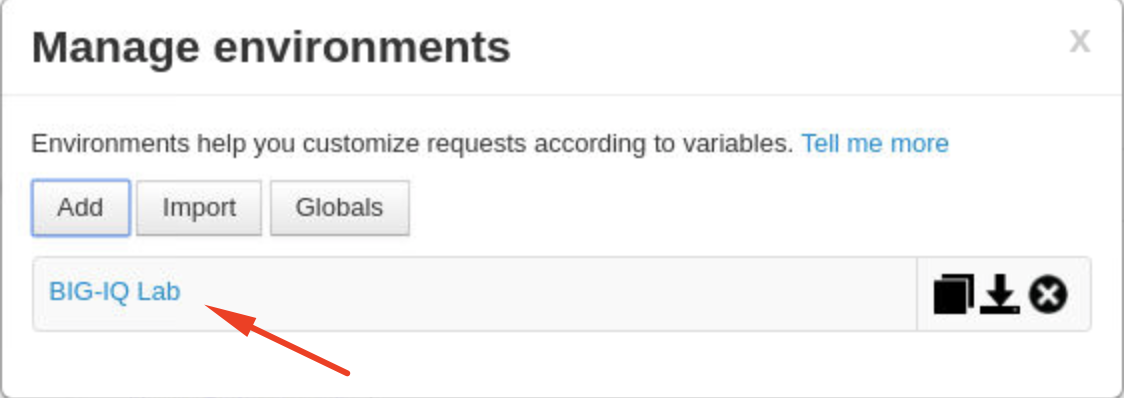 Manage environments
x
Environments help you customize requests according to variables. Tell me more
Add Import Globals
BIG-IQ Lab